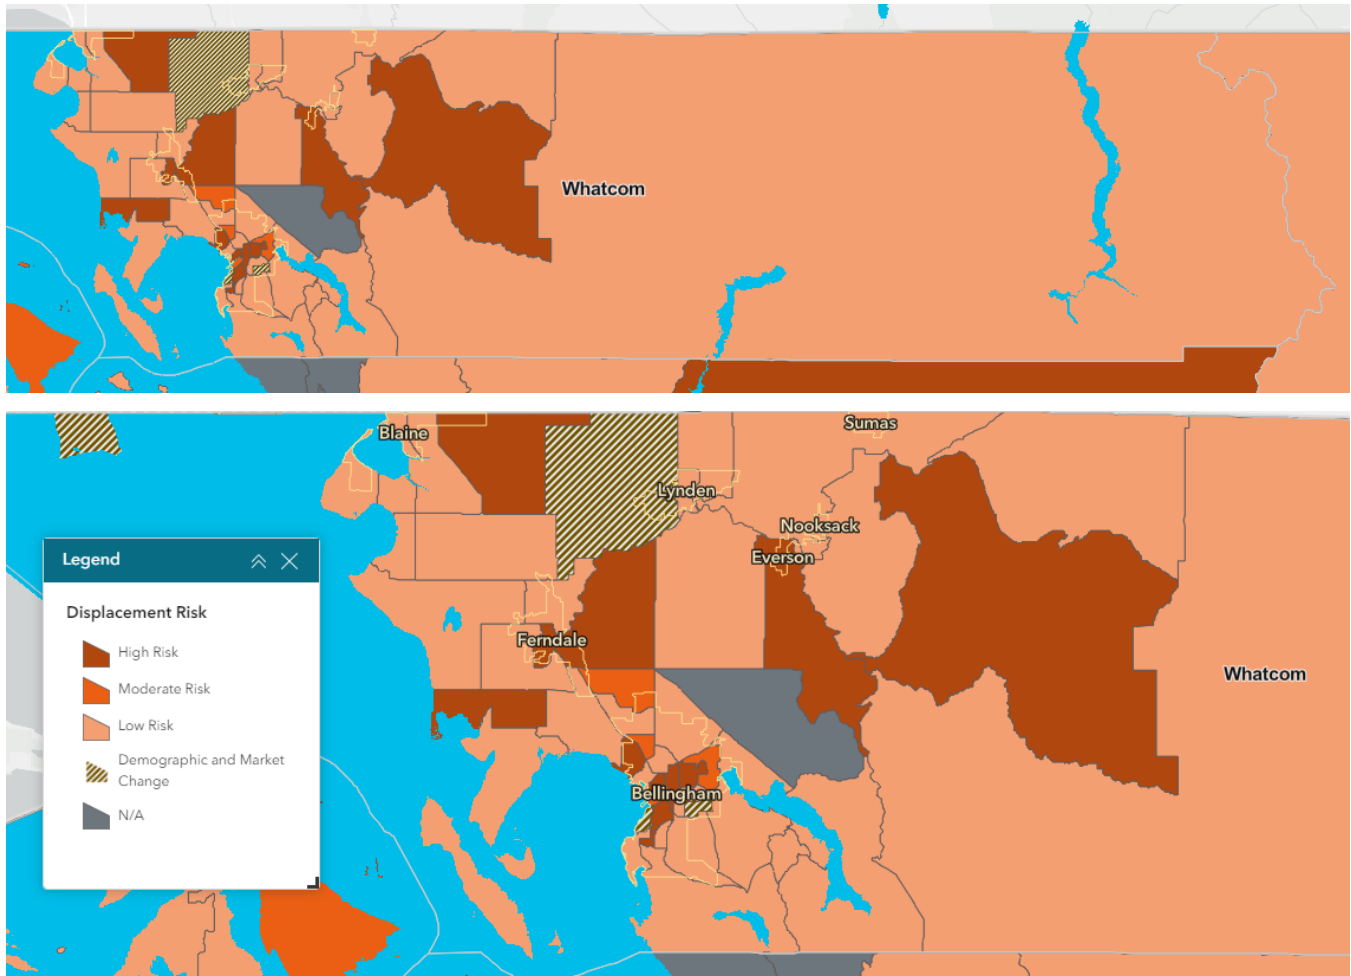 Whatcom
Blaine
Sumas
Lynden
Nooksack
Everson
Legend
Displacement Risk
High Risk
Ferndale
Whatcom
Moderate Risk
Low Risk
Demographic and Market
Change
Bellingham
N/A